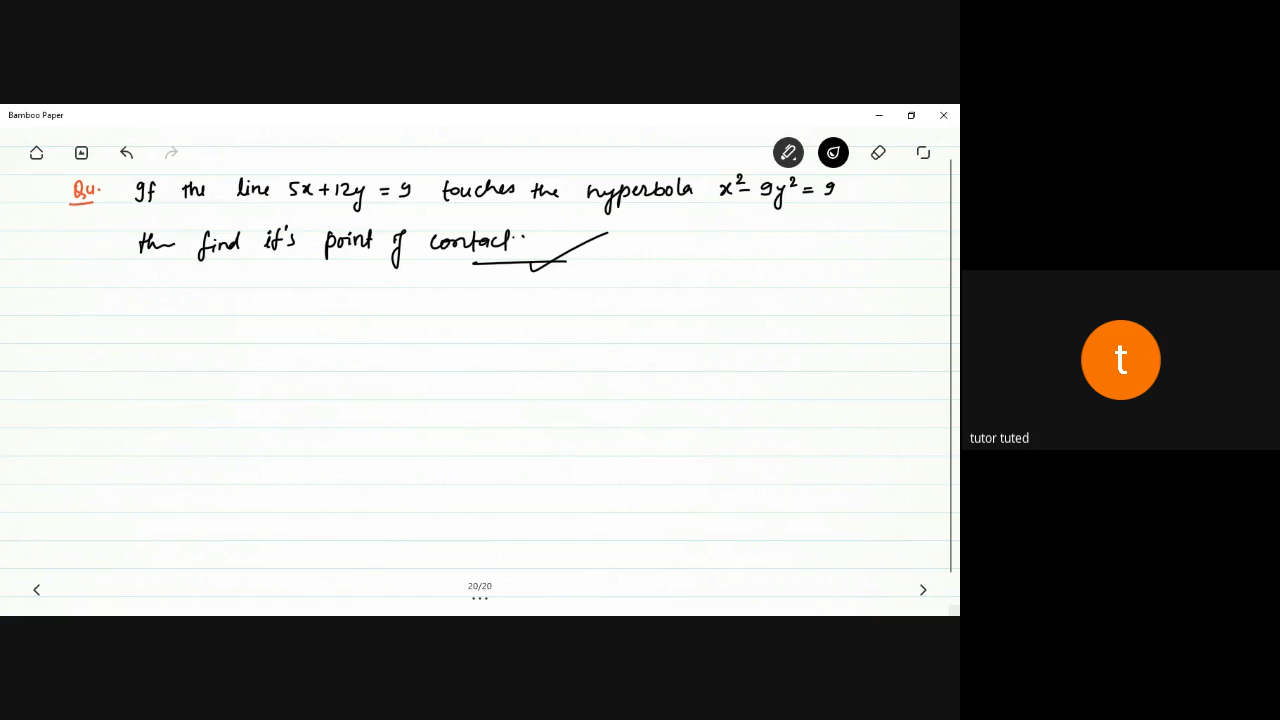 Bamboo Paper
Qu. If the line 5x+12y = 9 touches the hyperbola x²- 9y² = 9
then find it's point of contact..
20/20
t
tutor tuted